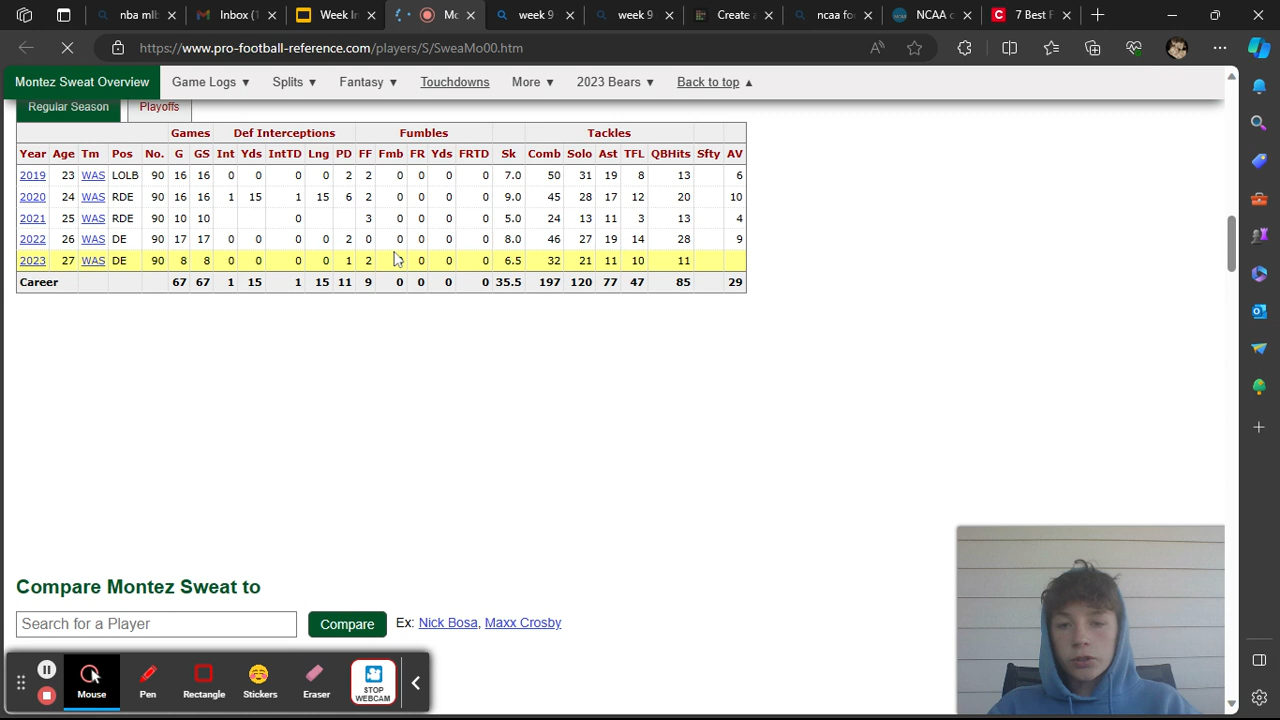 nba mlb
Inbox (1
Week In
Mo
week 9
week 9
Create a
ncaa fo
NCAA c
7 Best F
https://www.pro-football-reference.com/players/S/SweaMo00.htm
Montez Sweat Overview Game Logs ▼ Splits ▼ Fantasy ▼ Touchdowns More ▼ 2023 Bears ▼ Back to top ▲
Regular Season Playoffs
Games Def Interceptions Fumbles Tackles
Year Age Tm Pos No. G GS Int Yds IntTD Lng PD FF Fmb FR Yds FRTD Sk Comb Solo Ast TFL QBHits Sfty AV
2019 23 WAS LOLB 90 16 16 0 0 0 0 2 2 0 0 0 0 7.0 50 31 19 8 13 6
2020 24 WAS RDE 90 16 16 1 15 1 15 6 2 0 0 0 0 9.0 45 28 17 12 20 10
2021 25 WAS RDE 90 10 10 0 3 0 0 0 0 5.0 24 13 11 3 13 4
2022 26 WAS DE 90 17 17 0 0 0 0 2 0 0 0 0 0 8.0 46 27 19 14 28 9
2023 27 WAS DE 90 8 8 0 0 0 0 1 2 0 0 0 0 6.5 32 21 11 10 11
Career 67 67 1 15 1 15 11 9 0 0 0 0 35.5 197 120 77 47 85 29
Compare Montez Sweat to
Search for a Player Compare Ex: Nick Bosa, Maxx Crosby
Mouse Pen Rectangle Stickers Eraser STOP
WEBCAM